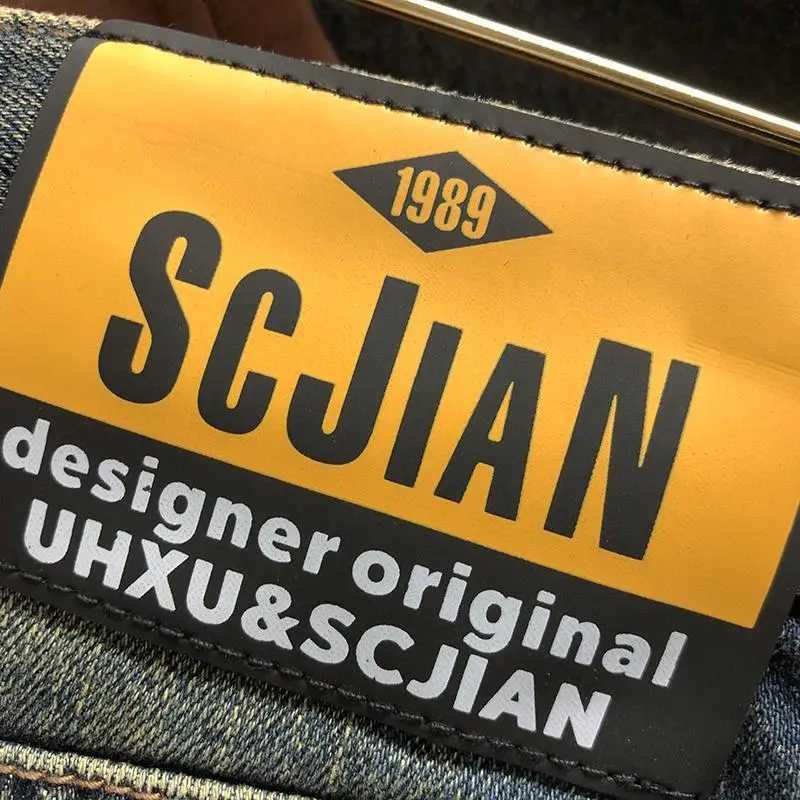 1989
SCJIAN
designer original
UHXU&SCJIAN